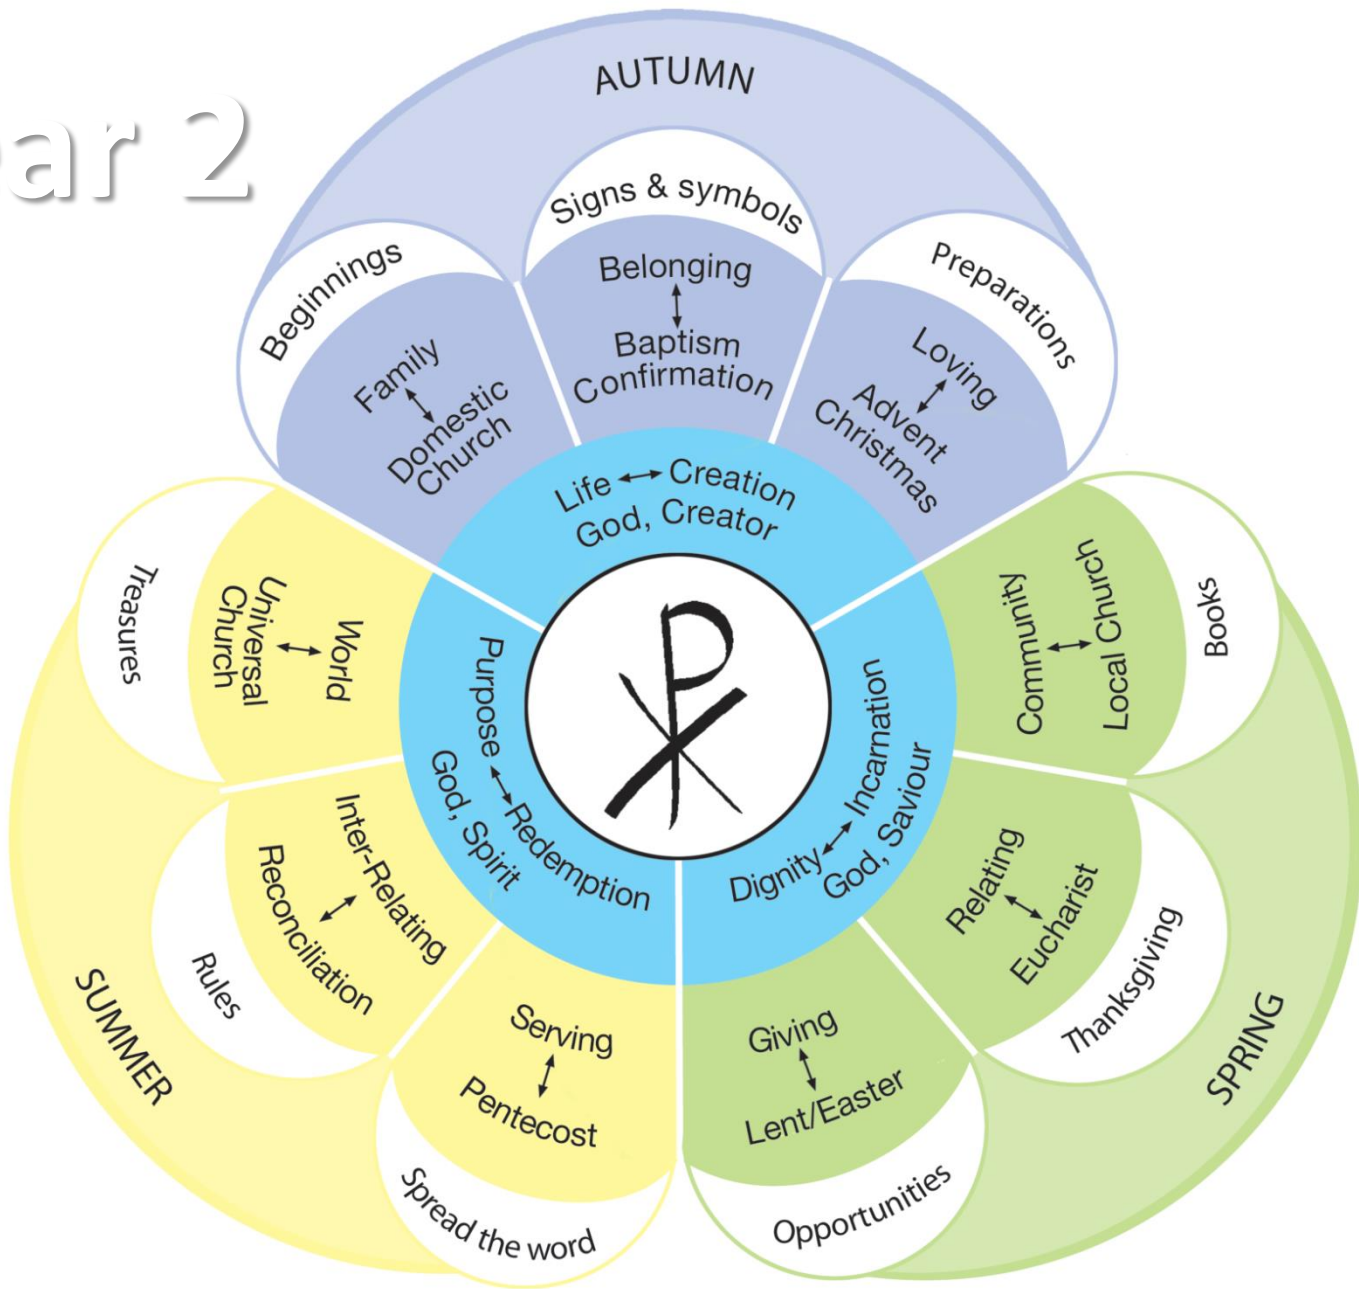 ar 2
AUTUMN
Beginnings
Family
Domestic
Church
Signs & symbols
Belonging
Baptism
Confirmation
Preparations
Loving
Advent
Christmas
Life Creation
God, Creator
Books
Community
Local Church
Thanksgiving
Relating
Eucharist
Opportunities
Giving
Lent/Easter
SPRING
Dignity Incarnation
God, Saviour
Spread the word
Serving
Pentecost
Rules
Inter-Relating
Reconciliation
Treasures
World
Universal
Church
SUMMER
Purpose Redemption
God, Spirit